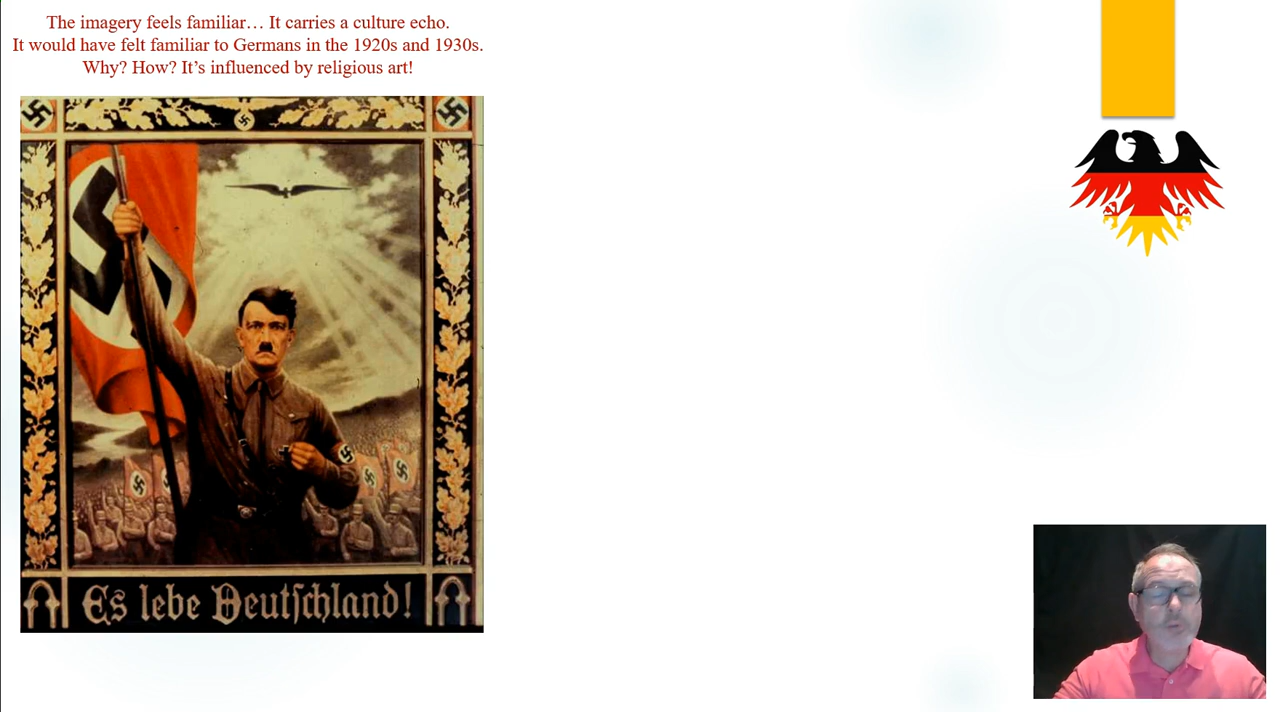 The imagery feels familiar… It carries a culture echo.
It would have felt familiar to Germans in the 1920s and 1930s.
Why? How? It’s influenced by religious art!
Es lebe Deutſchland!